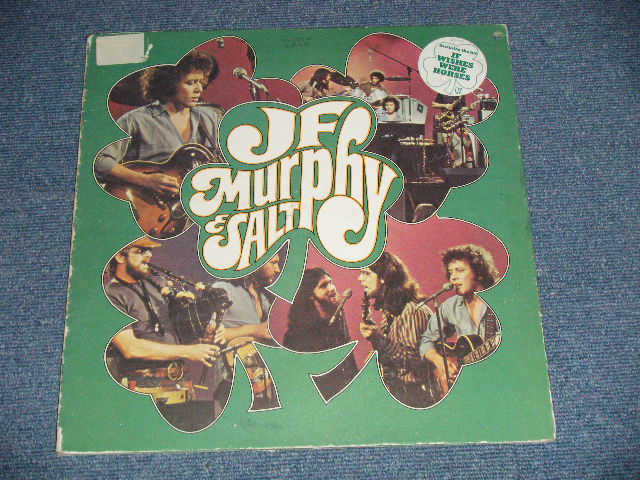 JF
Murphy
& SALT
Includes the hit
IF
WISHES
WERE
HORSES